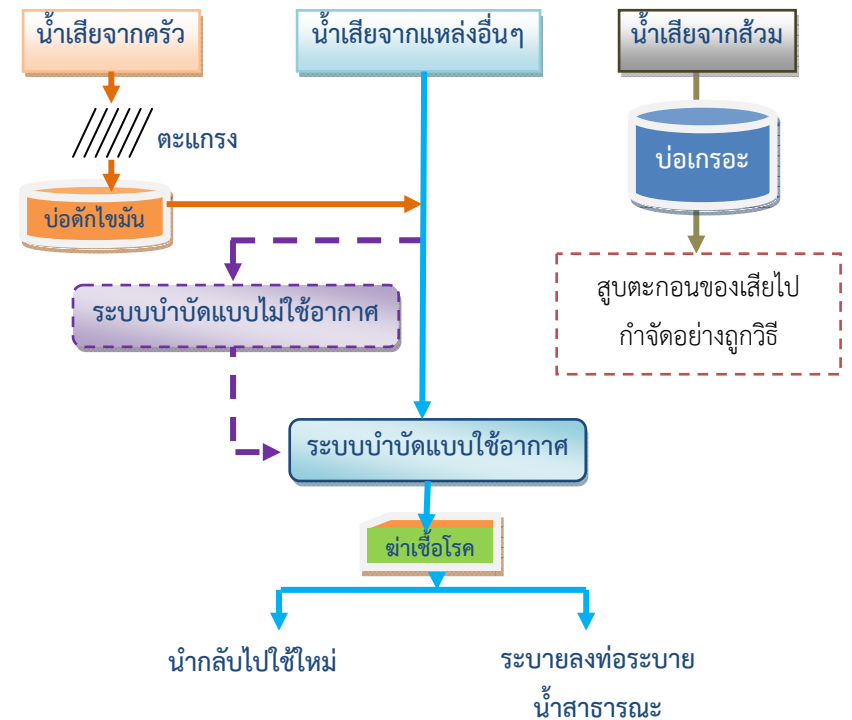 น้ำเสียจากครัว
น้ำเสียจากแหล่งอื่นๆ
น้ำเสียจากส้วม
ตะแกรง
บ่อเกรอะ
บ่อดักไขมัน
สูบตะกอนของเสียไป
กำจัดอย่างถูกวิธี
ระบบบำบัดแบบไม่ใช้อากาศ
ระบบบำบัดแบบใช้อากาศ
ฆ่าเชื้อโรค
นำกลับไปใช้ใหม่
ระบายลงท่อระบาย
น้ำสาธารณะ